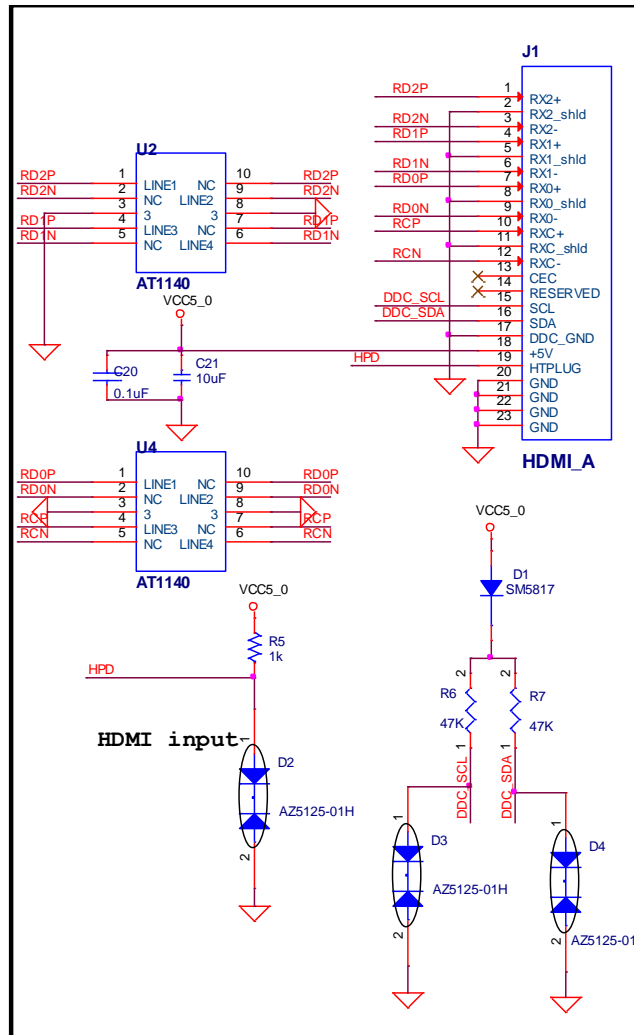 J1
RD2P 1 RX2+
2 RX2_shld
RD2N 3 RX2-
RD1P 4 RX1+
5 RX1_shld
RD1N 6 RX1-
RD0P 7 RX0+
8 RX0_shld
RD0N 9 RX0-
RCP 10 RXC+
11 RXC_shld
RCN 12 RXC-
13 CEC
14 RESERVED
DDC_SCL 15 SCL
DDC_SDA 16 SDA
17 DDC_GND
18 +5V
HPD 19 HTPLUG
20 GND
21 GND
22 GND
23 GND
HDMI_A
U2
RD2P 1 LINE1 NC 10 RD2P
RD2N 2 NC LINE2 9 RD2N
3 3 3 8
RD1P 4 LINE3 NC 7 RD1P
RD1N 5 NC LINE4 6 RD1N
AT1140
VCC5_0
C20
0.1uF
C21
10uF
U4
RD0P 1 LINE1 NC 10 RD0P
RD0N 2 NC LINE2 9 RD0N
3 3 8
RCP 4 LINE3 NC 7 RCP
RCN 5 NC LINE4 6 RCN
AT1140
VCC5_0
R5
1k
HPD
HDMI input
1
D2
AZ5125-01H
2
VCC5_0
D1
SM5817
2 2
R6 R7
47K 47K
1 1
DDC_SCL
DDC_SDA
1
D3
AZ5125-01H
2
1
D4
AZ5125-01
2